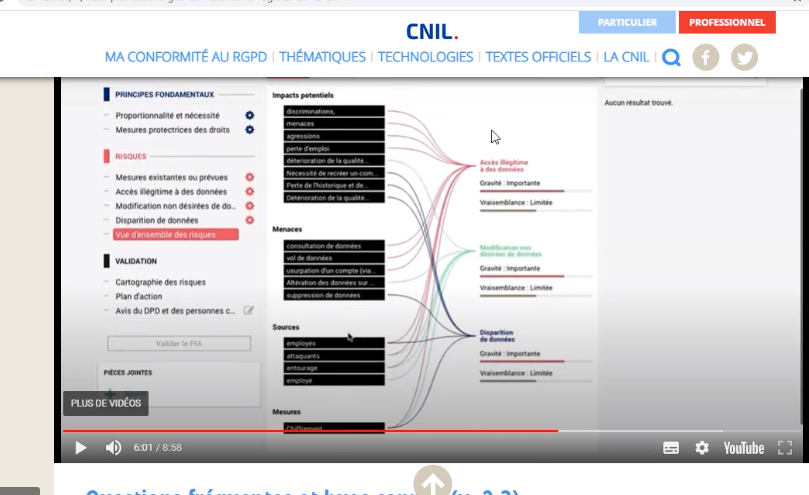 PARTICULIER
PROFESSIONNEL
CNIL.
MA CONFORMITÉ AU RGPD | THÉMATIQUES | TECHNOLOGIES | TEXTES OFFICIELS | LA CNIL |
PRINCIPES FONDAMENTAUX
Proportionnalité et nécessité
Mesures protectrices des droits
RISQUES
Mesures existantes ou prévues
Accès illégitime à des données
Modification non désirées de do...
Disparition de données
Vue d'ensemble des risques
VALIDATION
Cartographie des risques
Plan d'action
Avis du DPD et des personnes c...
Valider le PIA
PIÈCES JOINTES
PLUS DE VIDÉOS
Impacts potentiels
discriminations,
menaces
agressions
perte d'emploi
détérioration de la qualité...
Nécessité de recréer un com...
Perte de l'historique et de...
Détérioration de la qualité...
Menaces
consultation de données
vol de données
usurpation d'un compte (via...
Altération des données sur ...
suppression de données
Sources
employés
attaquants
entourage
employé
Mesures
Chiffrement
Accès illégitime
à des données
Gravité : Importante
Vraisemblance : Limitée
Modification non
désirées de données
Gravité : Importante
Vraisemblance : Limitée
Disparition
de données
Gravité : Importante
Vraisemblance : Limitée
Aucun résultat trouvé.
6:01 / 8:58
YouTube